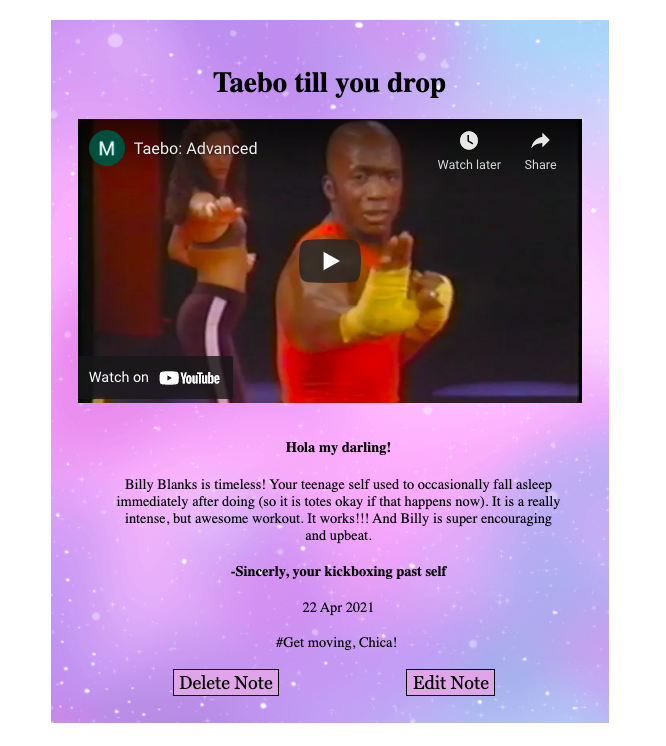 Taebo till you drop
M Taebo: Advanced
Watch later Share
Watch on YouTube
Hola my darling!
Billy Blanks is timeless! Your teenage self used to occasionally fall asleep
immediately after doing (so it is totes okay if that happens now). It is a really
intense, but awesome workout. It works!!! And Billy is super encouraging
and upbeat.
-Sincerly, your kickboxing past self
22 Apr 2021
#Get moving, Chica!
Delete Note Edit Note